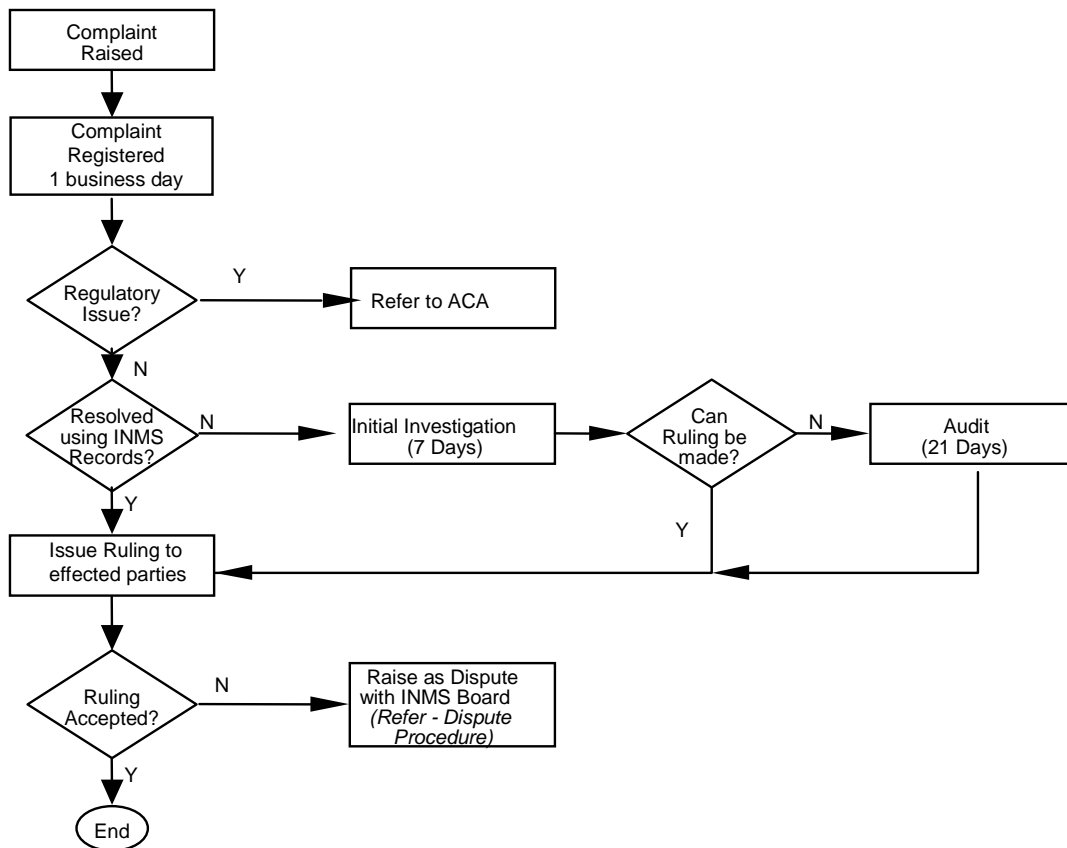 Complaint
Raised
Complaint
Registered
1 business day
Y
Regulatory
Issue?
Refer to ACA
N
Resolved
using INMS
Records?
N
Initial Investigation
(7 Days)
Can
Ruling be
made?
N
Audit
(21 Days)
Y
Y
Issue Ruling to
effected parties
Ruling
Accepted?
N
Raise as Dispute
with INMS Board
(Refer - Dispute
Procedure)
Y
End